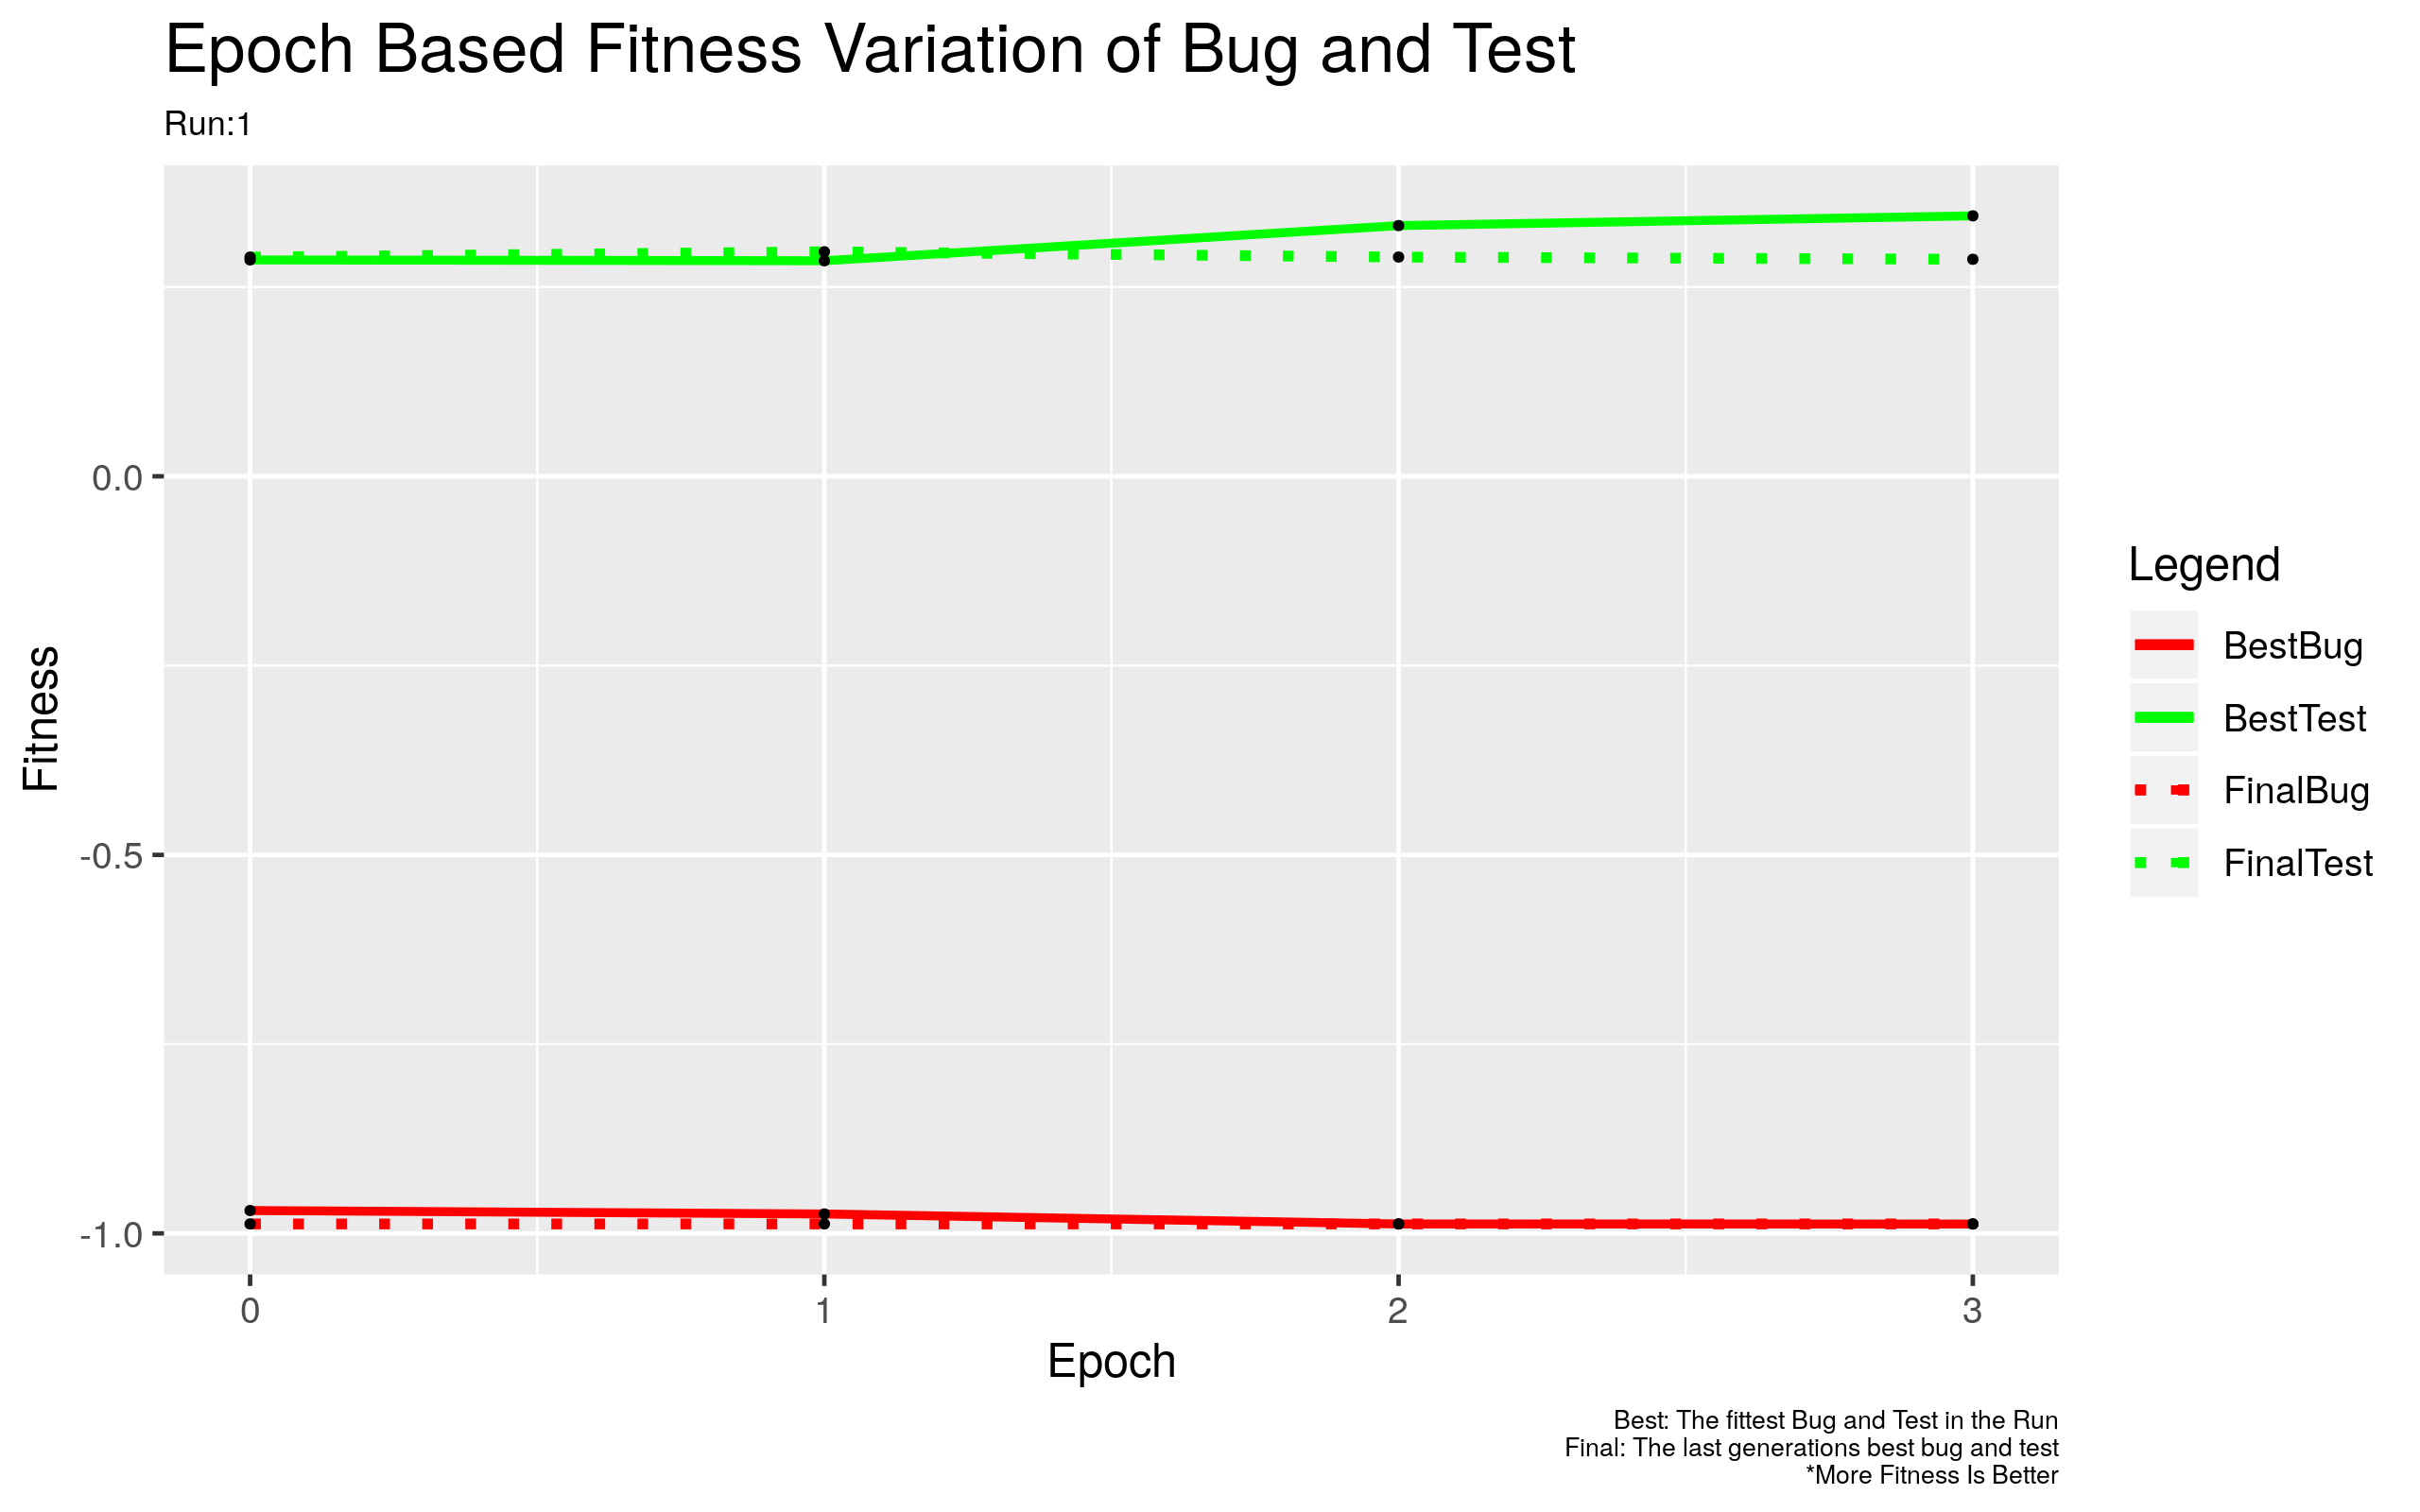 Epoch Based Fitness Variation of Bug and Test
Run:1
Fitness
0.0
-0.5
-1.0
0
1
2
3
Epoch
Legend
BestBug
BestTest
FinalBug
FinalTest
Best: The fittest Bug and Test in the Run
Final: The last generations best bug and test
*More Fitness Is Better